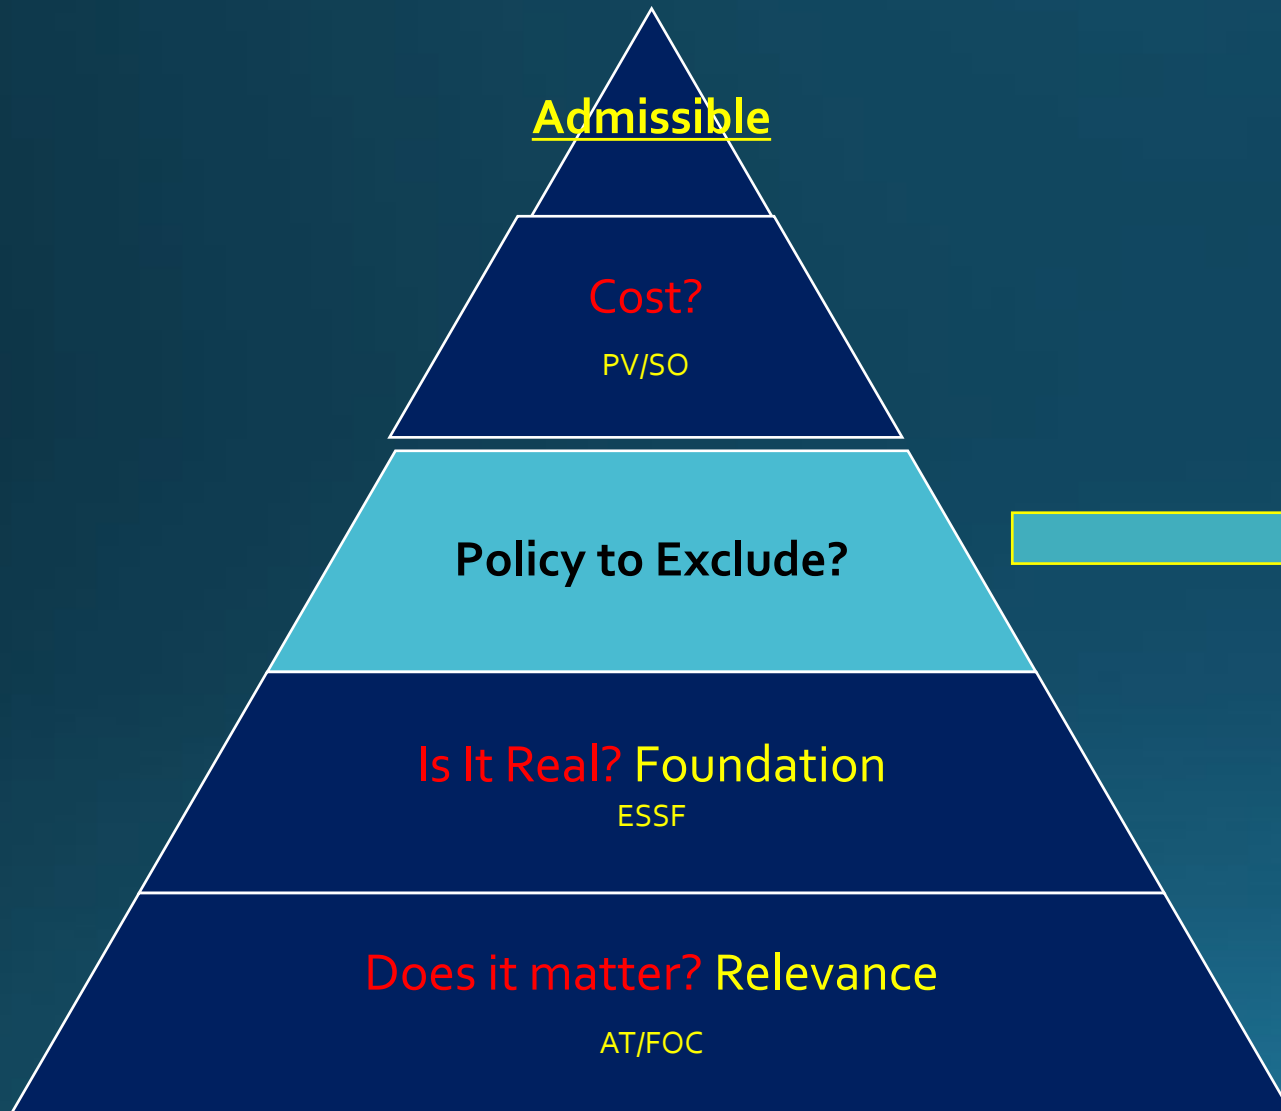 Admissible
Cost?
PV/SO
Policy to Exclude?
Is It Real? Foundation
ESSF
Does it matter? Relevance
AT/FOC